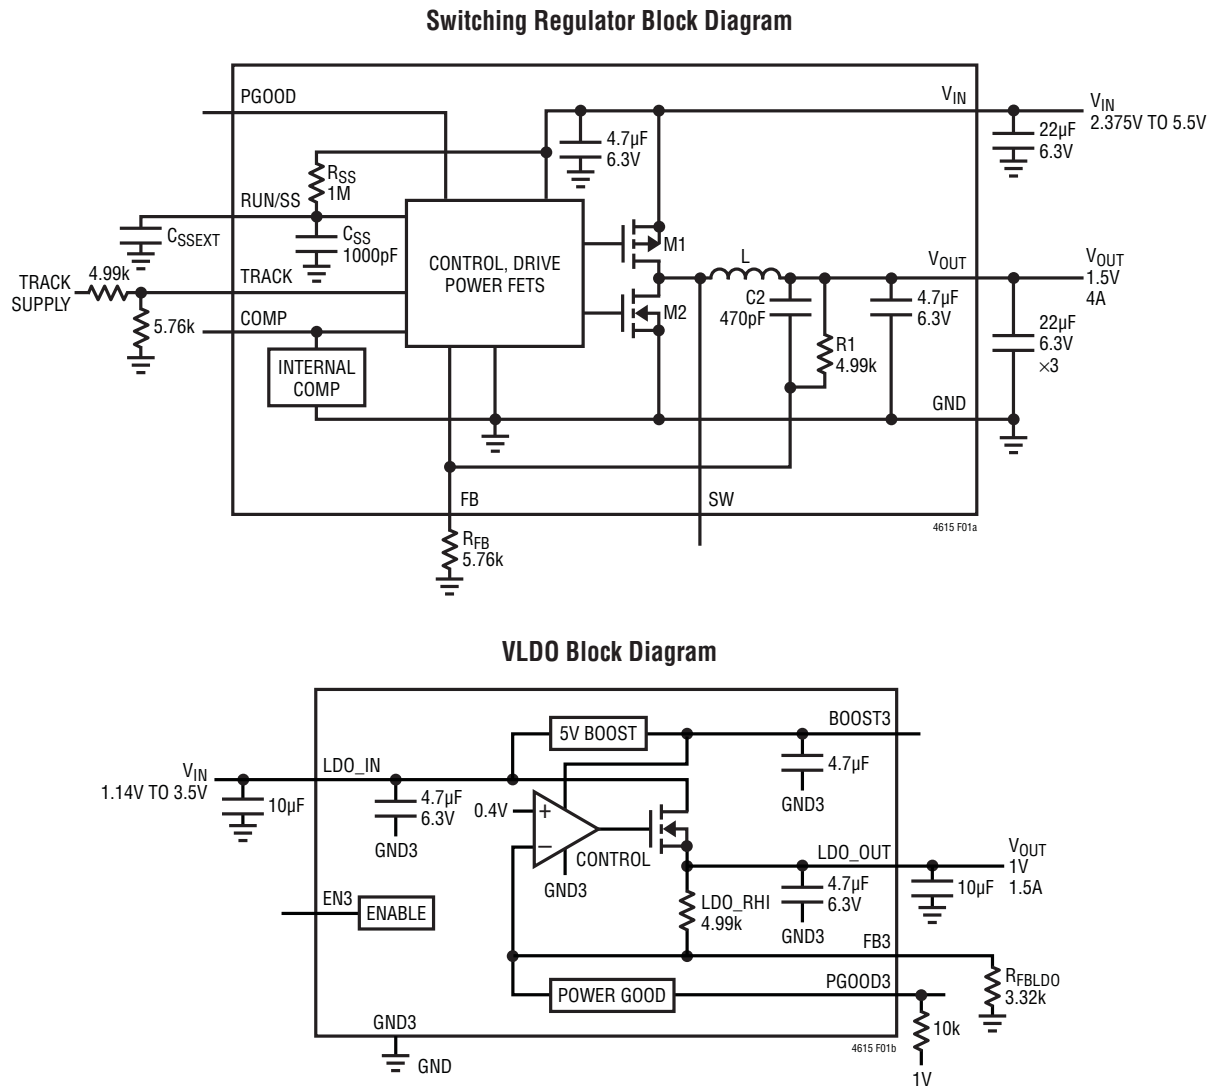 Switching Regulator Block Diagram
PGOOD
VIN
VIN
2.375V TO 5.5V
4.7µF
6.3V
22µF
6.3V
RSS
1M
RUN/SS
CSSEXT
CSS
1000pF
M1
CONTROL, DRIVE
POWER FETS
TRACK
SUPPLY
4.99k
TRACK
L
VOUT
VOUT
1.5V
4A
5.76k
COMP
M2
C2
470pF
4.7µF
6.3V
22µF
6.3V
×3
R1
4.99k
INTERNAL
COMP
GND
FB
SW
4615 F01a
RFB
5.76k
VLDO Block Diagram
5V BOOST
BOOST3
VIN
1.14V TO 3.5V
LDO_IN
4.7µF
GND3
10µF
4.7µF
6.3V
GND3
0.4V
+
−
CONTROL
GND3
LDO_OUT
VOUT
1V
1.5A
10µF
4.7µF
6.3V
GND3
LDO_RHI
4.99k
EN3
ENABLE
FB3
RFBLDO
3.32k
POWER GOOD
PGOOD3
10k
1V
GND3
GND
4615 F01b